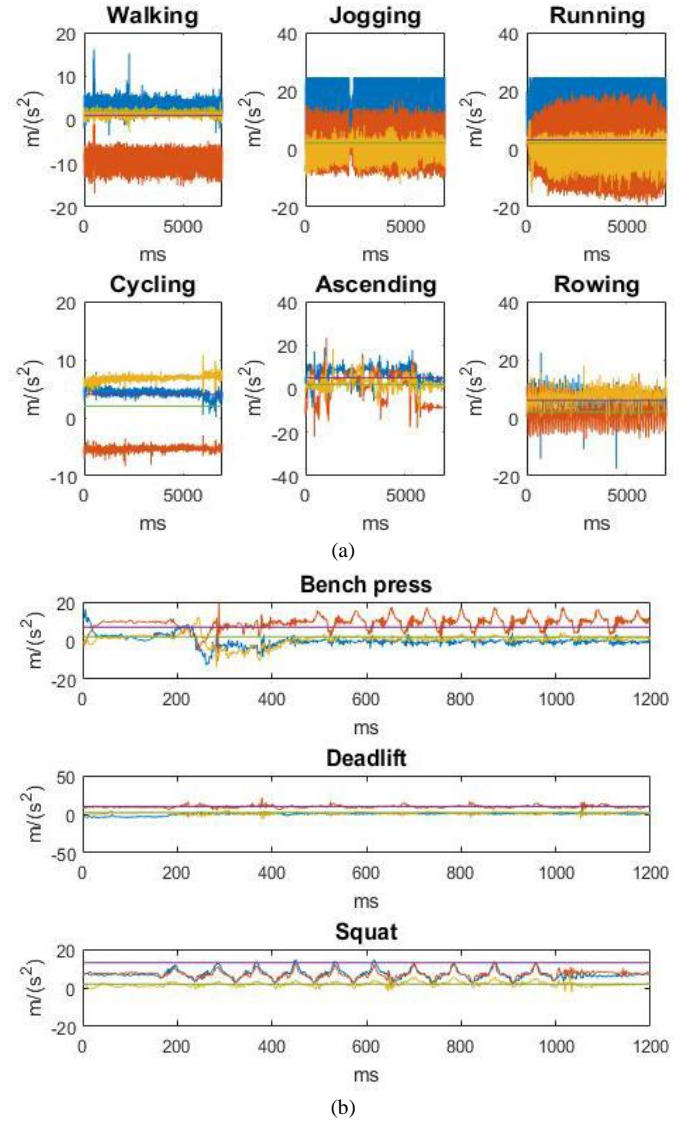 Walking Jogging Running
20 40 40
10 20 20
0 0 0
-10
-20 -20 -20
0 5000 0 5000 0 5000
m/(s²) m/(s²) m/(s²)
ms ms ms
Cycling Ascending Rowing
20 40 40
10 20 20
0 0 0
-20
-10 -40 -20
0 5000 0 5000 0 5000
m/(s²) m/(s²) m/(s²)
ms ms ms
(a)
Bench press
20
0
-20
0 200 400 600 800 1000 1200
m/(s²)
ms
Deadlift
50
0
-50
0 200 400 600 800 1000 1200
m/(s²)
ms
Squat
20
0
-20
0 200 400 600 800 1000 1200
m/(s²)
ms
(b)